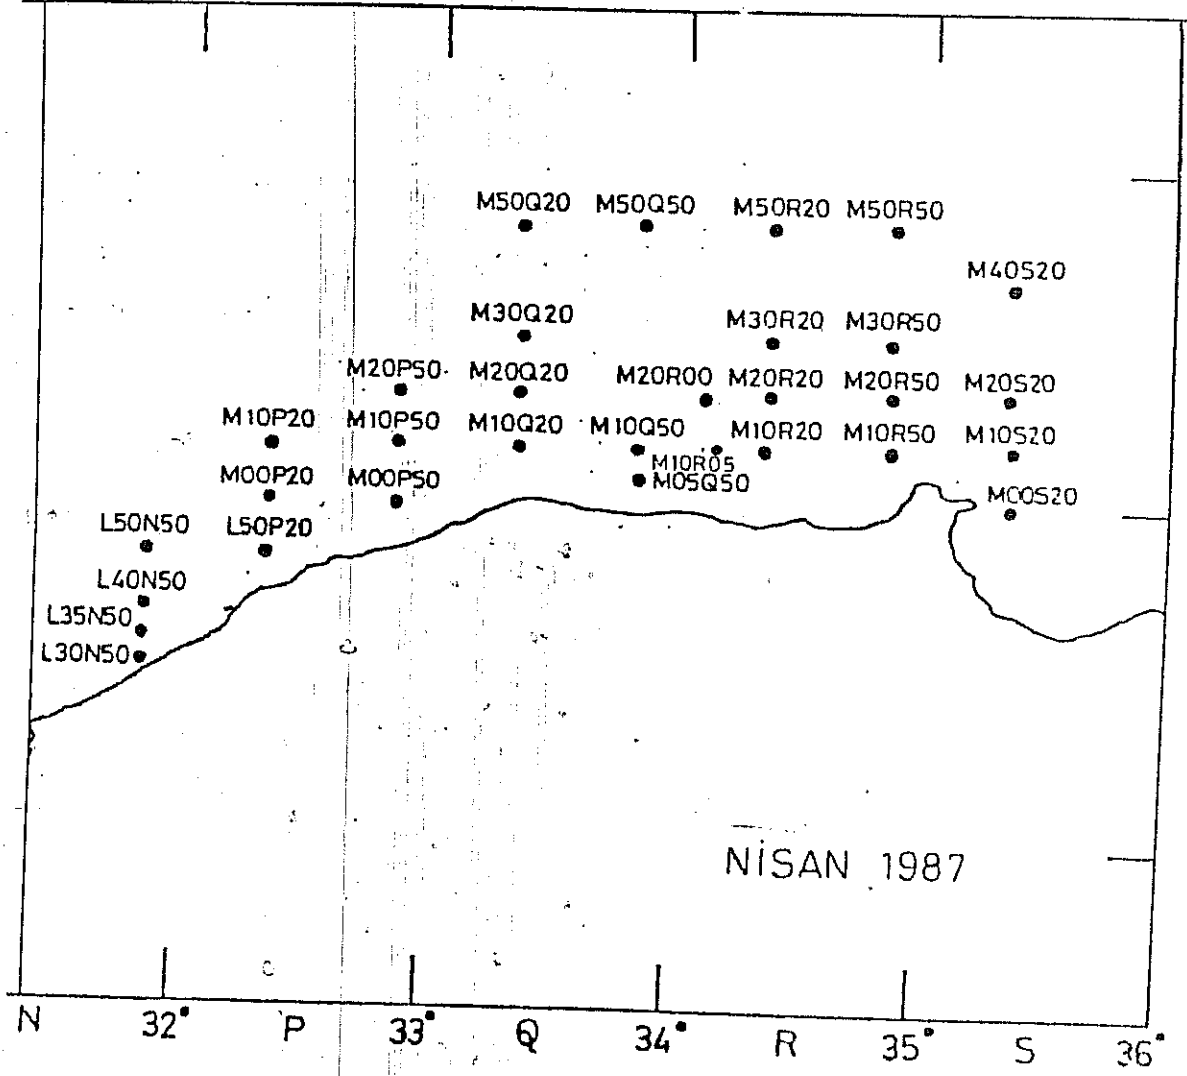 M50Q20 M50Q50 M50R20 M50R50
M40S20
M30Q20 M30R20 M30R50
M20P50 M20Q20 M20R00 M20R20 M20R50 M20S20
M10P20 M10P50 M10Q20 M10Q50 M10R20 M10R50 M10S20
M10R05
M00P20 M00P50 M05Q50 M00S20
L50N50 L50P20
L40N50
L35N50
L30N50
NİSAN 1987
N 32° P 33° Q 34° R 35° S 36°